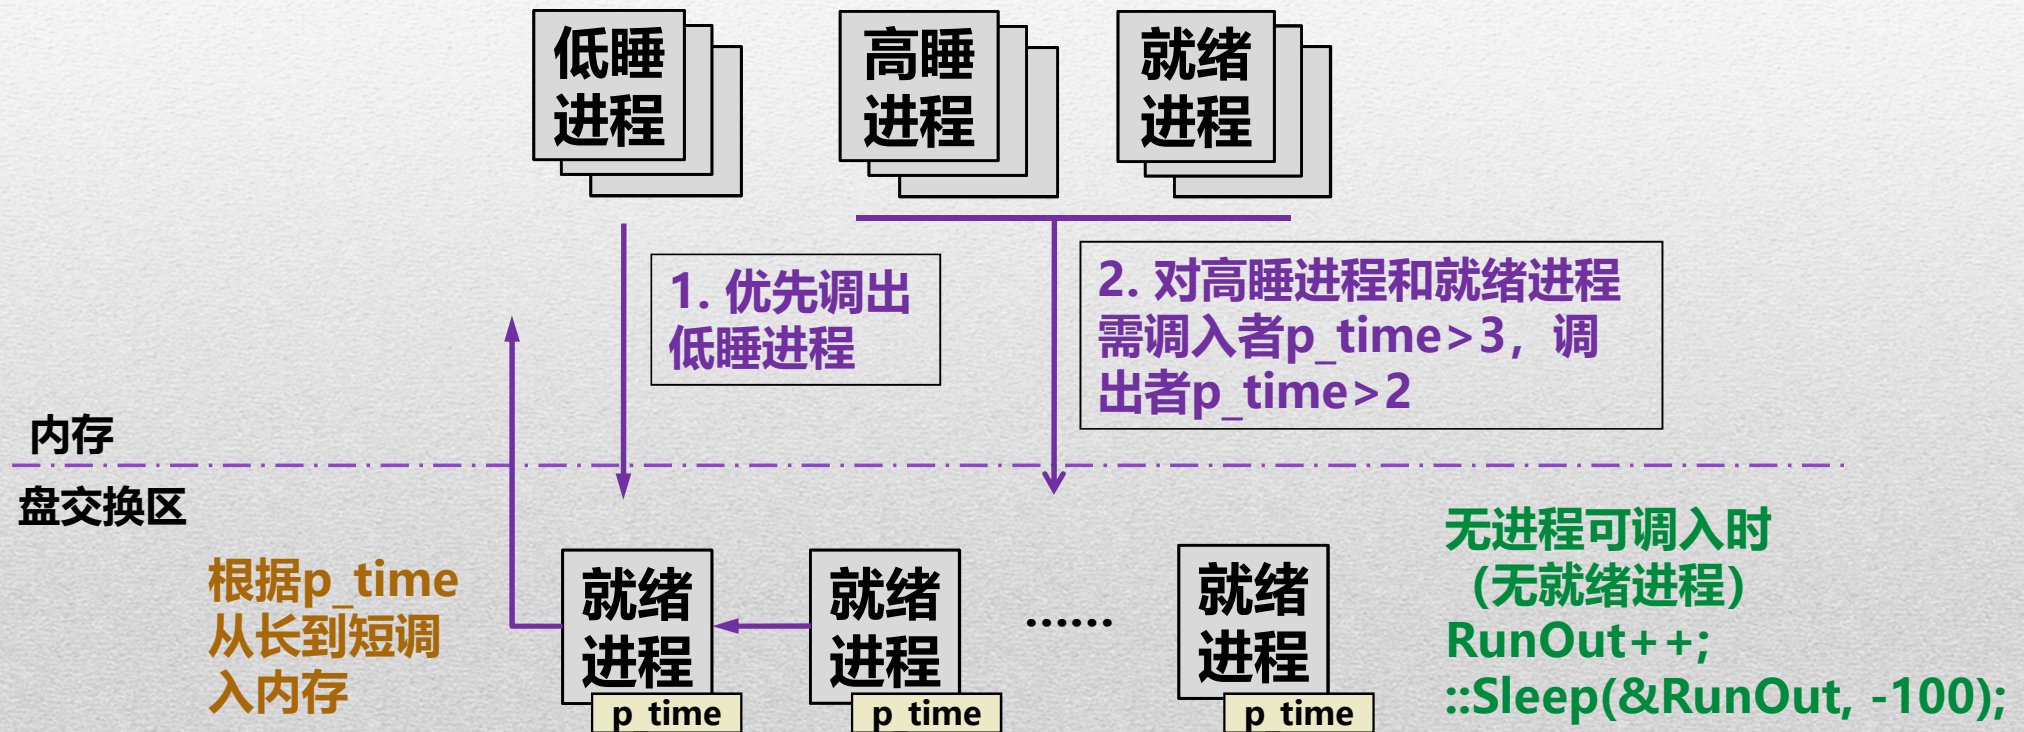 低睡
进程
高睡
进程
就绪
进程
1. 优先调出
低睡进程
2. 对高睡进程和就绪进程
需调入者p_time>3，调
出者p_time>2
内存
盘交换区
根据p_time
从长到短调
入内存
就绪
进程
p_time
就绪
进程
p_time
......
就绪
进程
p_time
无进程可调入时
（无就绪进程）
RunOut++;
::Sleep(&RunOut, -100);